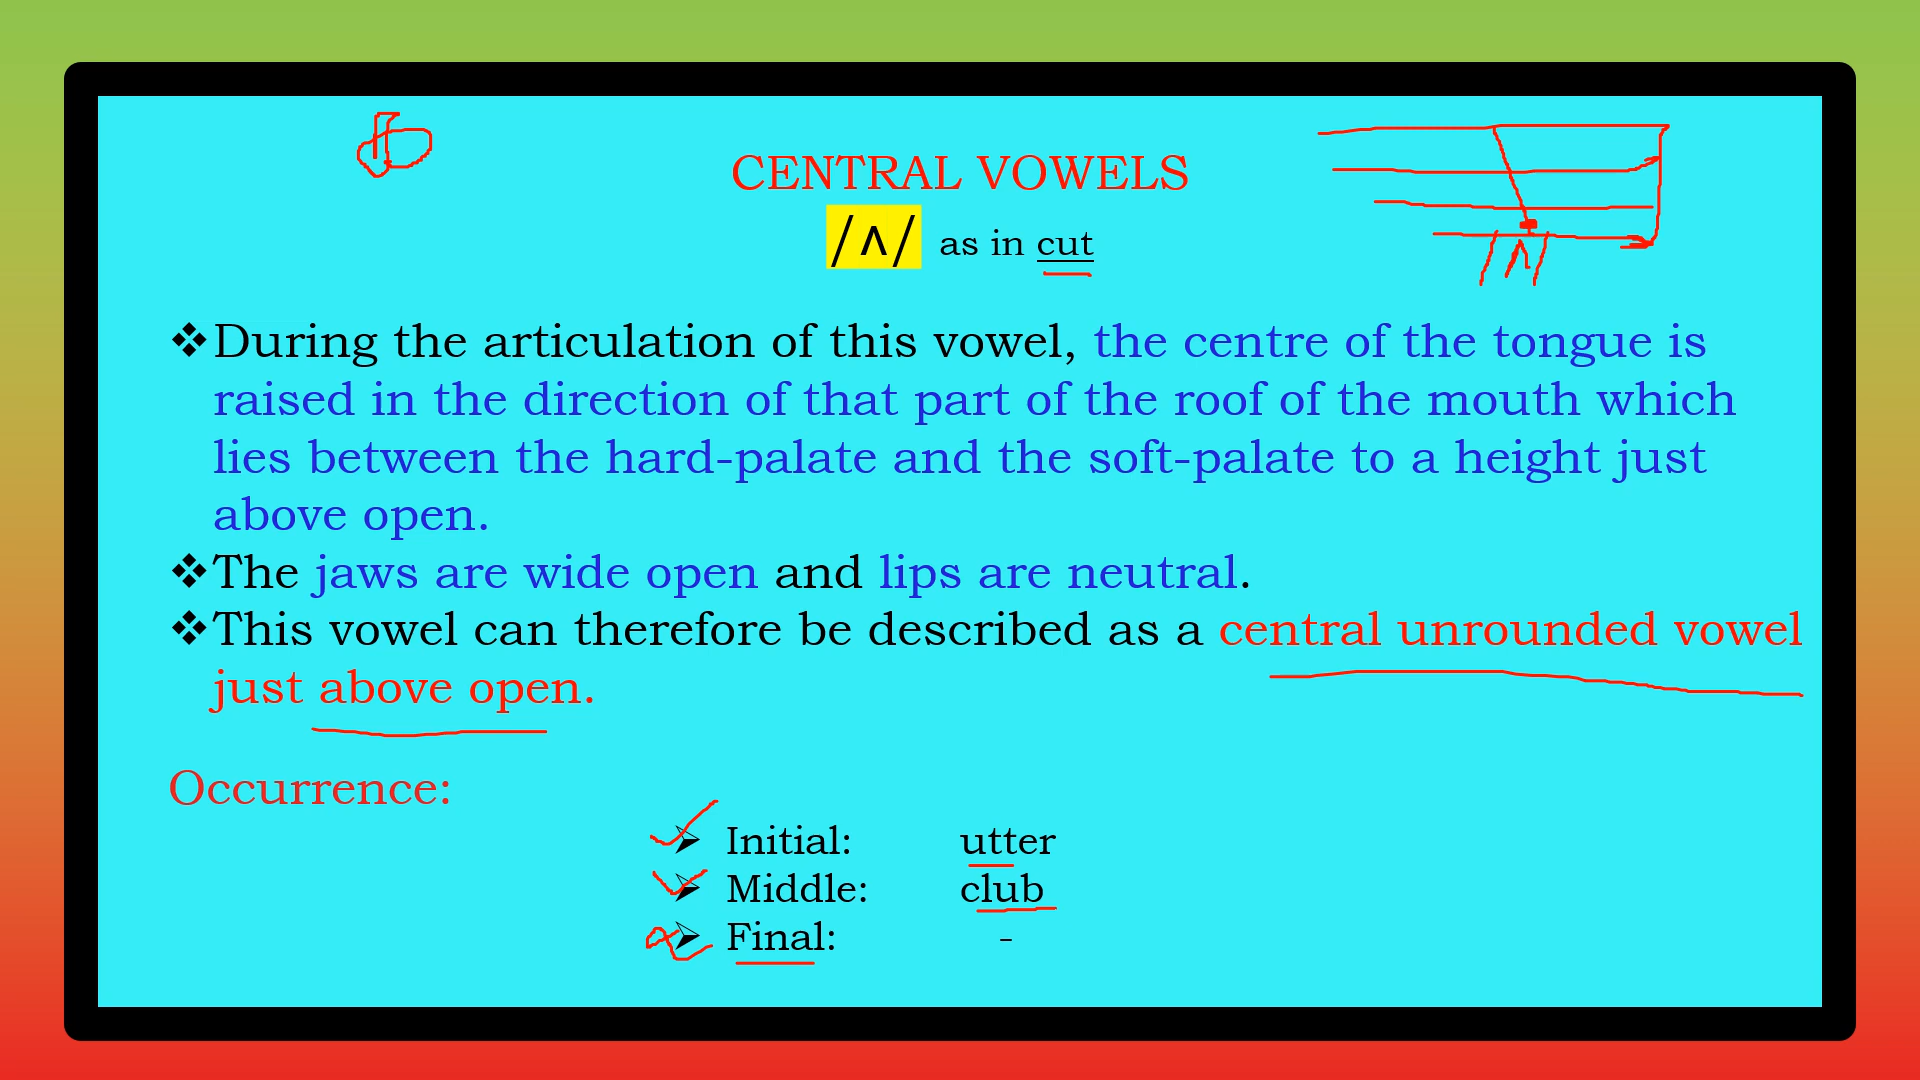 CENTRAL VOWELS
/ʌ/ as in cut
❖During the articulation of this vowel, the centre of the tongue is
raised in the direction of that part of the roof of the mouth which
lies between the hard-palate and the soft-palate to a height just
above open.
❖The jaws are wide open and lips are neutral.
❖This vowel can therefore be described as a central unrounded vowel
just above open.
Occurrence:
➢ Initial: utter
➢ Middle: club
➢ Final: -
/ʌ/